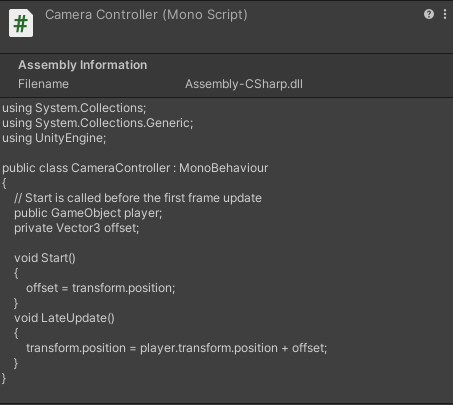 #
Camera Controller (Mono Script)
Assembly Information
Filename Assembly-CSharp.dll
using System.Collections;
using System.Collections.Generic;
using UnityEngine;

public class CameraController : MonoBehaviour
{
    // Start is called before the first frame update
    public GameObject player;
    private Vector3 offset;

    void Start()
    {
        offset = transform.position;
    }
    void LateUpdate()
    {
        transform.position = player.transform.position + offset;
    }
}